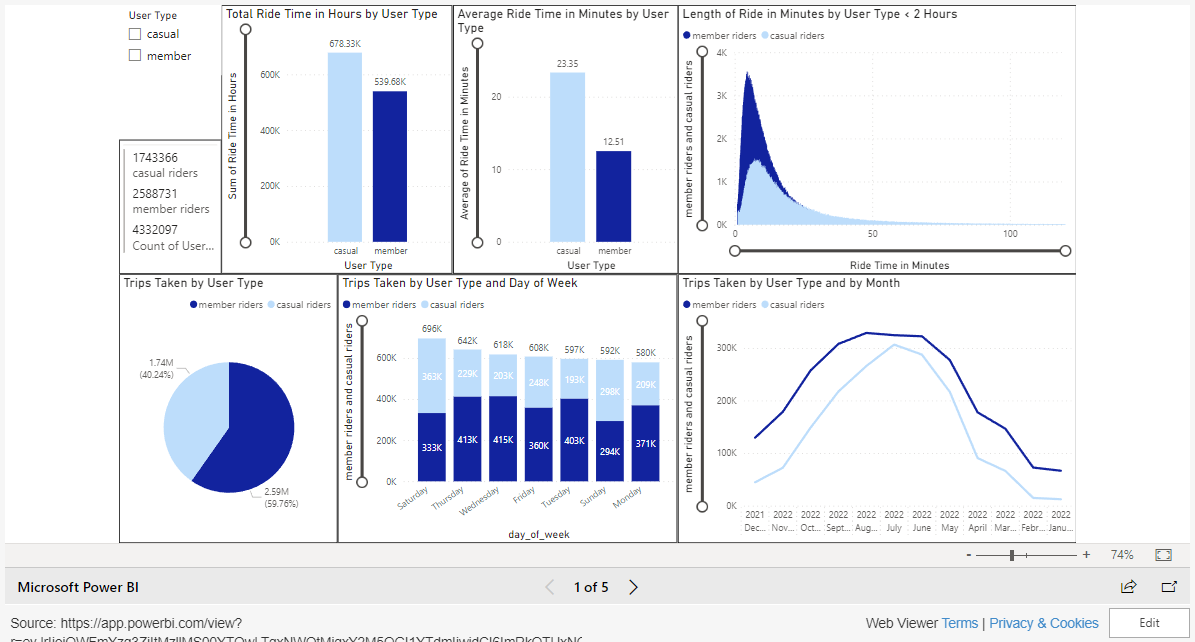 User Type
casual
member
1743366
casual riders
2588731
member riders
4332097
Count of User...
Total Ride Time in Hours by User Type
Sum of Ride Time in Hours
600K
400K
200K
0K
678.33K
539.68K
casual member
User Type
Average Ride Time in Minutes by User
Type
Average of Ride Time in Minutes
20
10
0
23.35
12.51
casual member
User Type
Length of Ride in Minutes by User Type < 2 Hours
member riders casual riders
member riders and casual riders
4K
3K
2K
1K
0K
0 50 100
Ride Time in Minutes
Trips Taken by User Type
member riders casual riders
1.74M
(40.24%)
2.59M
(59.76%)
Trips Taken by User Type and Day of Week
member riders casual riders
member riders and casual riders
600K
400K
200K
0K
696K 642K 618K 608K 597K 592K 580K
363K 229K 203K 248K 193K 298K 209K
333K 413K 415K 360K 403K 294K 371K
Saturday Thursday Wednesday Friday Tuesday Sunday Monday
day_of_week
Trips Taken by User Type and by Month
member riders casual riders
member riders and casual riders
300K
200K
100K
0K
2021 2022 2022 2022 2022 2022 2022 2022 2022 2022 2022 2022
Dec... Nov... Oct... Sept... Aug... July June May April Mar... Febr... Janu...
- + 74%
Microsoft Power BI
1 of 5
Source: https://app.powerbi.com/view?
Web Viewer Terms | Privacy & Cookies
Edit